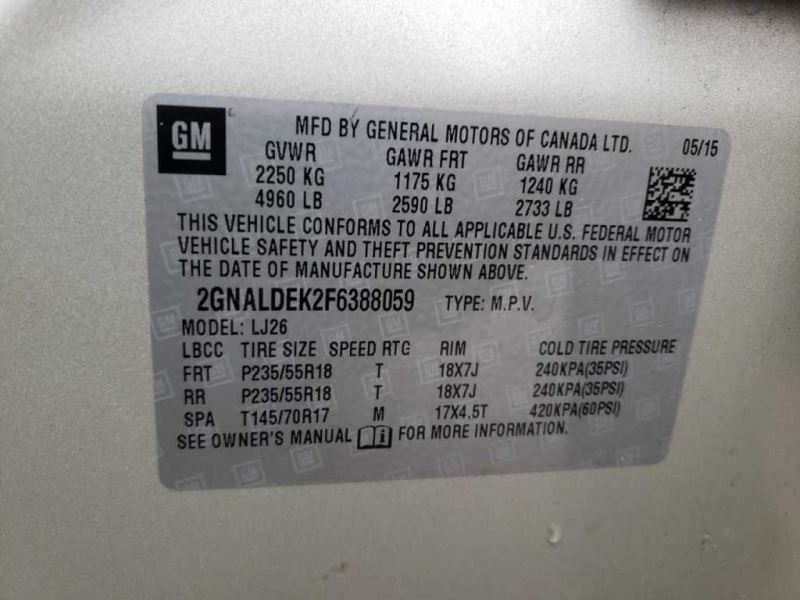 GM
MFD BY GENERAL MOTORS OF CANADA LTD. 05/15
GVWR GAWR FRT GAWR RR
2250 KG 1175 KG 1240 KG
4960 LB 2590 LB 2733 LB
THIS VEHICLE CONFORMS TO ALL APPLICABLE U.S. FEDERAL MOTOR
VEHICLE SAFETY AND THEFT PREVENTION STANDARDS IN EFFECT ON
THE DATE OF MANUFACTURE SHOWN ABOVE.
2GNALDEK2F6388059 TYPE: M.P.V.
MODEL: LJ26
LBCC TIRE SIZE SPEED RTG RIM COLD TIRE PRESSURE
FRT P235/55R18 T 18X7J 240KPA(35PSI)
RR P235/55R18 T 18X7J 240KPA(35PSI)
SPA T145/70R17 M 17X4.5T 420KPA(60PSI)
SEE OWNER'S MANUAL i FOR MORE INFORMATION.